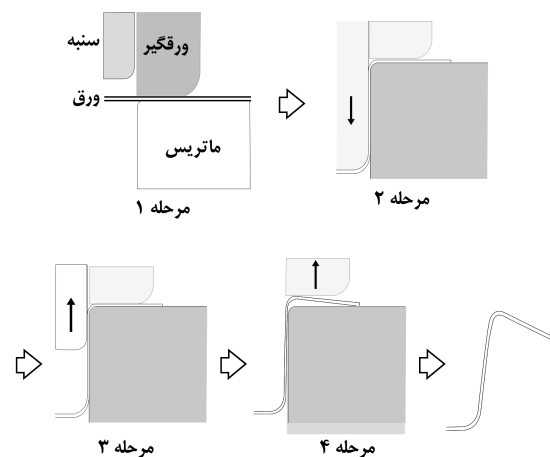 سنبه
ورقگیر
ورق
ماتریس
مرحله ۱
مرحله ۲
مرحله ۳
مرحله ۴